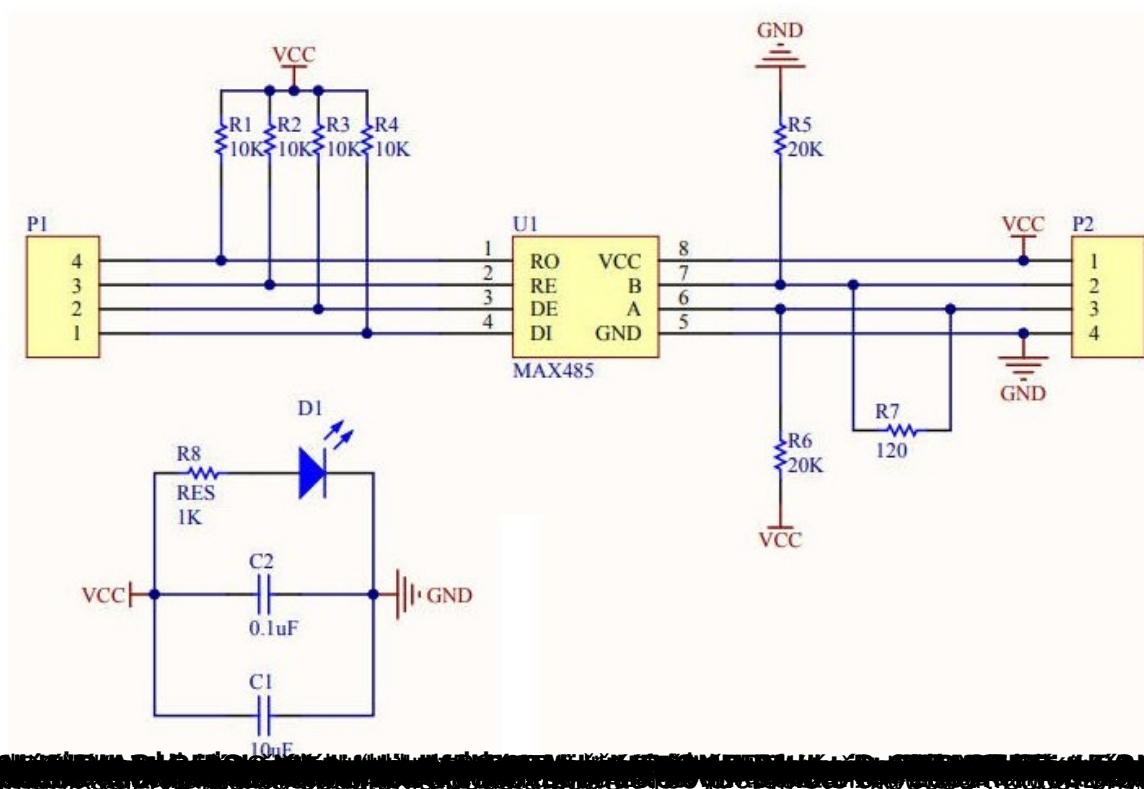 VCC
R1 R2 R3 R4
10K 10K 10K 10K
GND
R5
20K
P1
4
3
2
1
U1
1 RO VCC 8
2 RE B 7
3 DE A 6
4 DI GND 5
MAX485
VCC
P2
1
2
3
4
GND
R7
120
R6
20K
VCC
D1
R8
RES
1K
C2
VCC
GND
0.1uF
C1
10uF